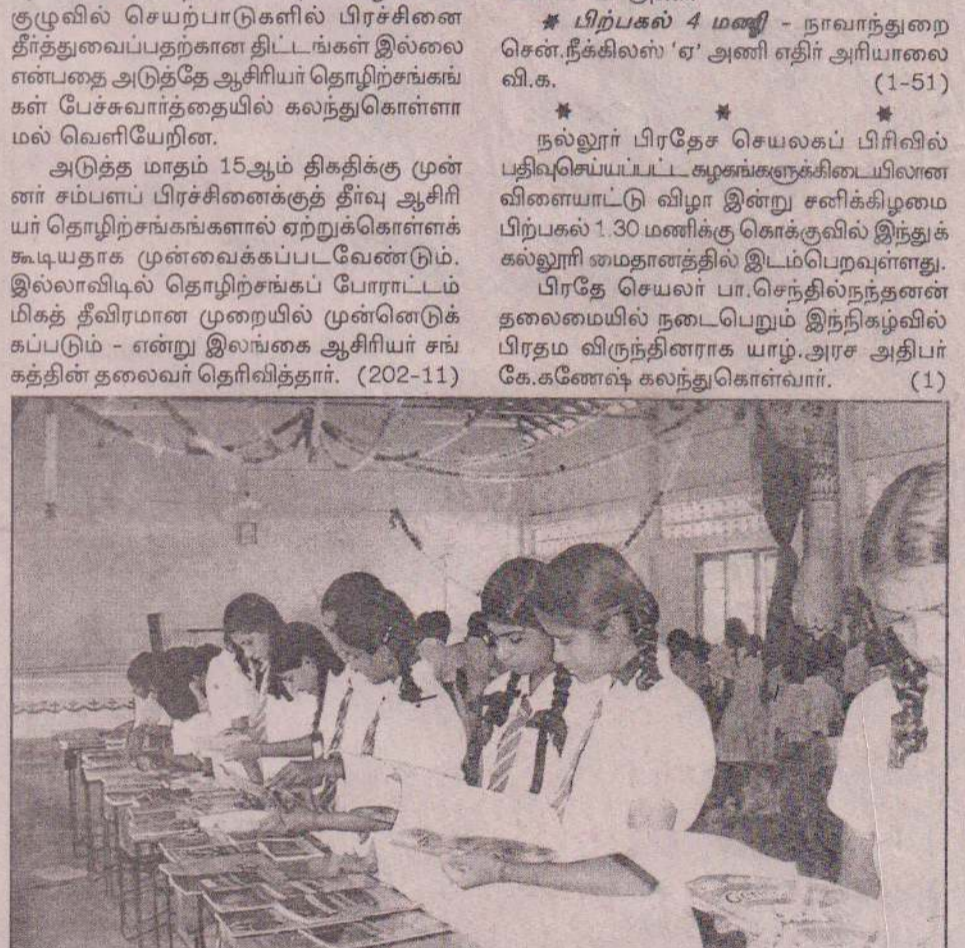 குழுவில் செயற்பாடுகளில் பிரச்சினை
தீர்த்துவைப்பதற்கான திட்டங்கள் இல்லை
என்பதை அடுத்தே ஆசிரியர் தொழிற்சங்கங்
கள் பேச்சுவார்த்தையில் கலந்துகொள்ளா
மல் வெளியேறின.
அடுத்த மாதம் 15ஆம் திகதிக்கு முன்
னர் சம்பளப் பிரச்சினைக்குத் தீர்வு ஆசிரி
யர் தொழிற்சங்கங்களால் ஏற்றுக்கொள்ளக்
கூடியதாக முன்வைக்கப்படவேண்டும்.
இல்லாவிடில் தொழிற்சங்கப் போராட்டம்
மிகத் தீவிரமான முறையில் முன்னெடுக்
கப்படும் - என்று இலங்கை ஆசிரியர் சங்
கத்தின் தலைவர் தெரிவித்தார். (202-11)
* பிற்பகல் 4 மணி - நாவாந்துறை
சென்.நீக்கிலஸ் 'ஏ' அணி எதிர் அரியாலை
வி.க. (1-51)
* * *
நல்லூர் பிரதேச செயலகப் பிரிவில்
பதிவுசெய்யப்பட்ட கழகங்களுக்கிடையிலான
விளையாட்டு விழா இன்று சனிக்கிழமை
பிற்பகல் 1.30 மணிக்கு கொக்குவில் இந்துக்
கல்லூரி மைதானத்தில் இடம்பெறவுள்ளது.
பிரதே செயலர் பா.செந்தில்நந்தனன்
தலைமையில் நடைபெறும் இந்நிகழ்வில்
பிரதம விருந்தினராக யாழ்.அரச அதிபர்
கே.கணேஷ் கலந்துகொள்வார். (1)